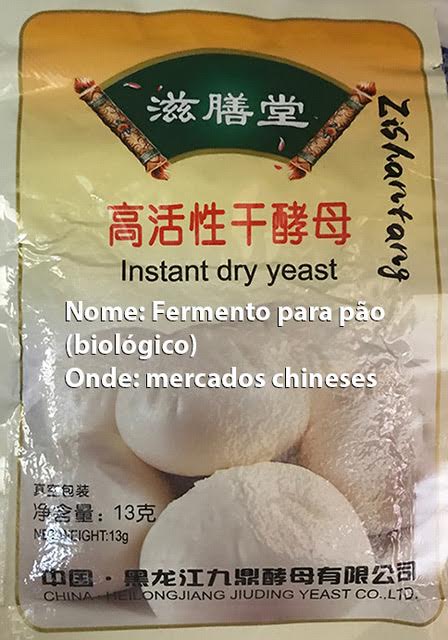 滋膳堂
Zishantang
高活性干酵母
Instant dry yeast
Nome: Fermento para pão
(biológico)
Onde: mercados chineses
真空包装
净含量：13克
NET WEIGHT:13g
中国·黑龙江九鼎酵母有限公司
CHINA·HEILONGJIANG JIUDING YEAST CO.,LTD.